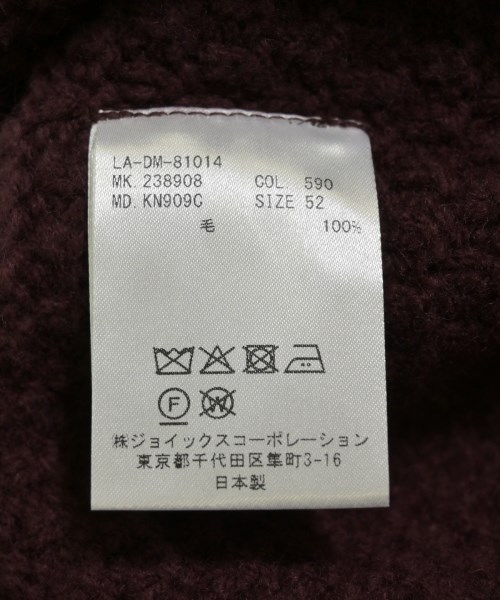 LA-DM-81014
MK. 238908 COL. 590
MD. KN909C SIZE 52
毛 100%
F W
㈱ジョイックスコーポレーション
東京都千代田区隼町3-16
日本製